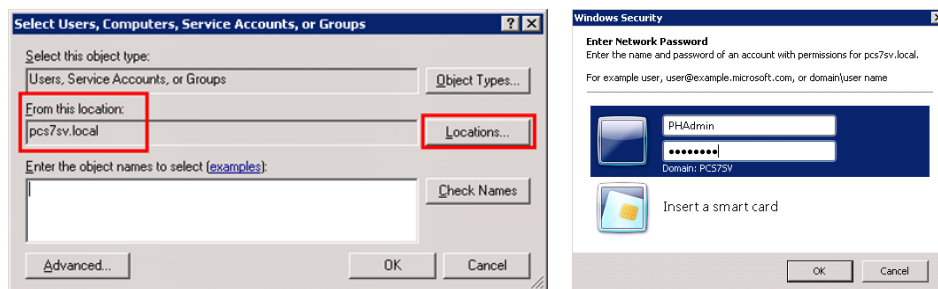 Select Users, Computers, Service Accounts, or Groups
Select this object type:
Users, Service Accounts, or Groups
Object Types...
From this location:
pcs7sv.local
Locations...
Enter the object names to select (examples):
Check Names
Advanced...
OK
Cancel
Windows Security
Enter Network Password
Enter the name and password of an account with permissions for pcs7sv.local.
For example user, user@example.microsoft.com, or domain\user name
PHAdmin
••••••••
Domain: PCS7SV
Insert a smart card
OK
Cancel